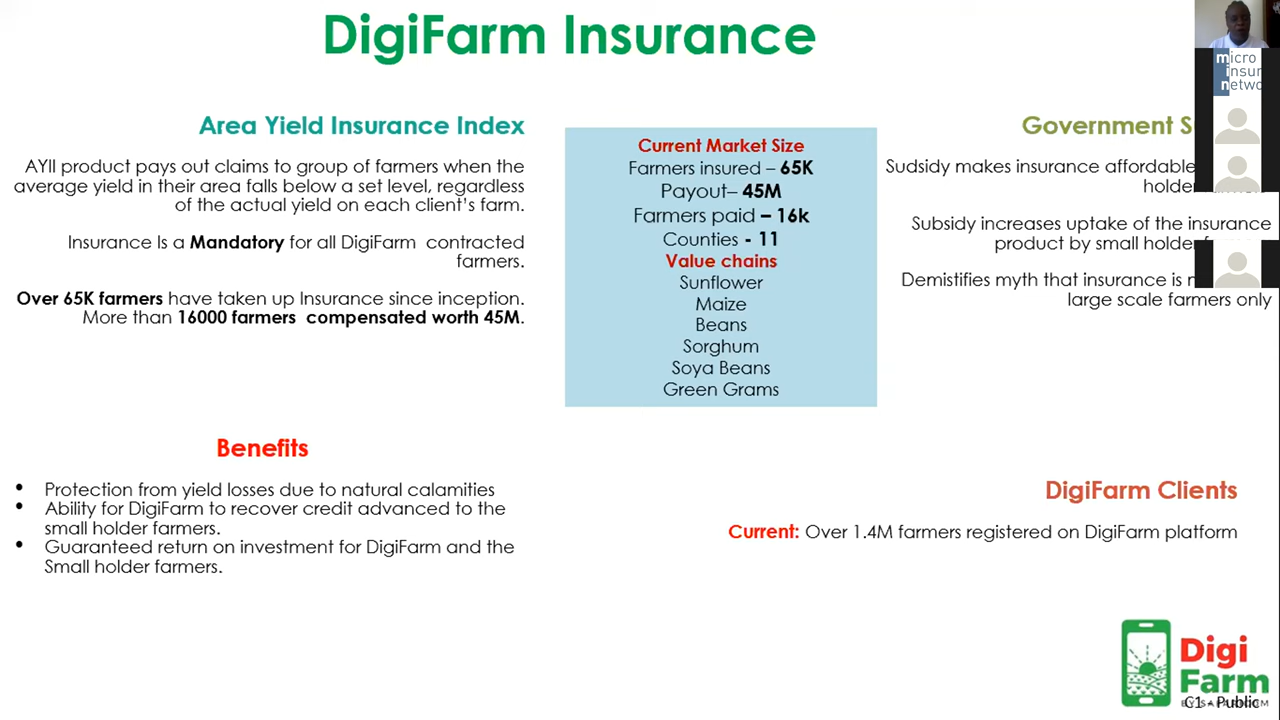 DigiFarm Insurance
Area Yield Insurance Index
AYII product pays out claims to group of farmers when the
average yield in their area falls below a set level, regardless
of the actual yield on each client's farm.
Insurance Is a Mandatory for all DigiFarm contracted
farmers.
Over 65K farmers have taken up Insurance since inception.
More than 16000 farmers compensated worth 45M.
Current Market Size
Farmers insured – 65K
Payout– 45M
Farmers paid – 16k
Counties - 11
Value chains
Sunflower
Maize
Beans
Sorghum
Soya Beans
Green Grams
Government
Sudsidy makes insurance affordable
holder
Subsidy increases uptake of the insurance
product by small holder
Demistifies myth that insurance is
large scale farmers only
micro
insur
netwo
Benefits
• Protection from yield losses due to natural calamities
• Ability for DigiFarm to recover credit advanced to the
small holder farmers.
• Guaranteed return on investment for DigiFarm and the
Small holder farmers.
DigiFarm Clients
Current: Over 1.4M farmers registered on DigiFarm platform
Digi
Farm
C1 - Public